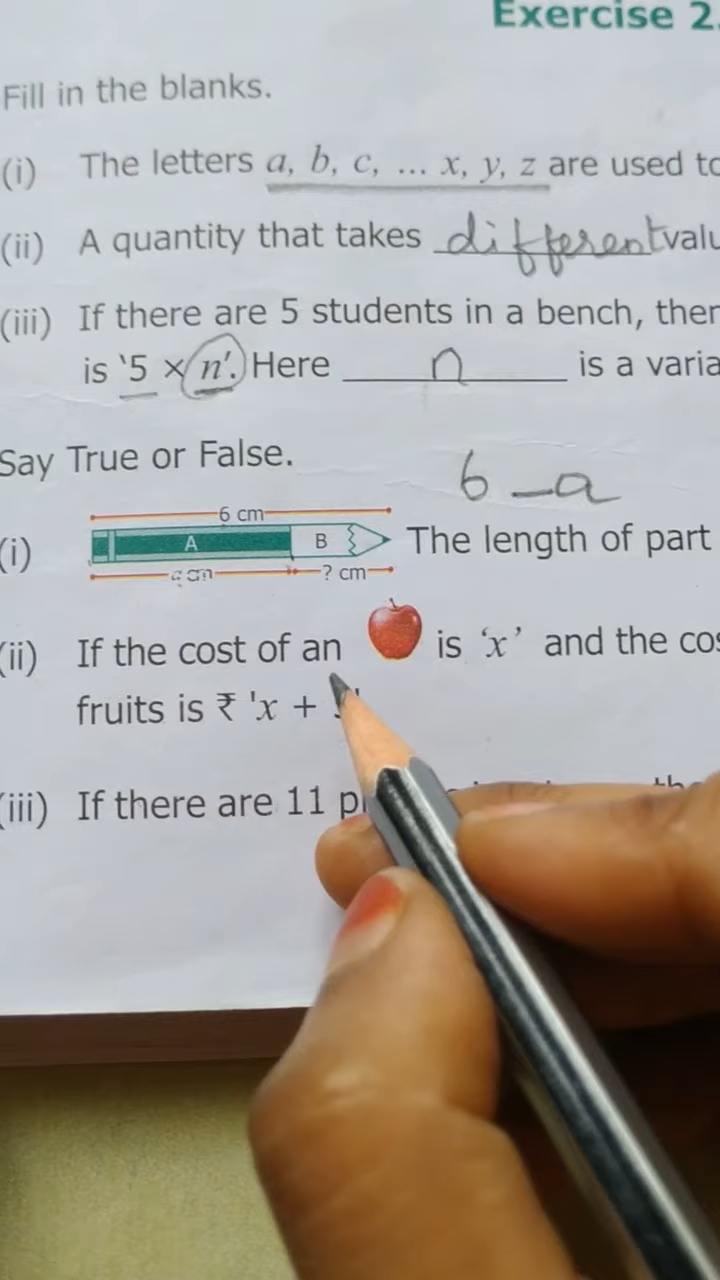 Exercise 2.
Fill in the blanks.
(i) The letters a, b, c, ... x, y, z are used to
(ii) A quantity that takes different valu
(iii) If there are 5 students in a bench, ther
is '5 × n'. Here n is a varia
Say True or False.
6 – a
6 cm
(i) A B The length of part
? cm
(ii) If the cost of an is 'x' and the cos
fruits is ₹ 'x +
(iii) If there are 11 the